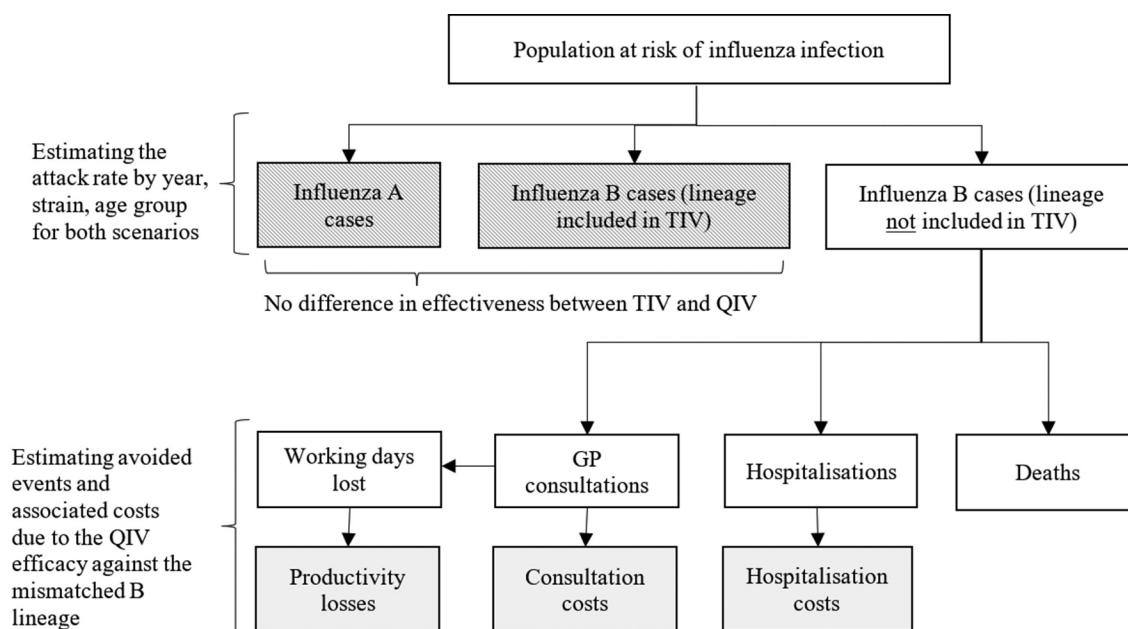 Population at risk of influenza infection
Estimating the
attack rate by year,
strain, age group
for both scenarios
Influenza A
cases
Influenza B cases (lineage
included in TIV)
Influenza B cases (lineage
not included in TIV)
No difference in effectiveness between TIV and QIV
Estimating avoided
events and
associated costs
due to the QIV
efficacy against the
mismatched B
lineage
Working days
lost
GP
consultations
Hospitalisations
Deaths
Productivity
losses
Consultation
costs
Hospitalisation
costs